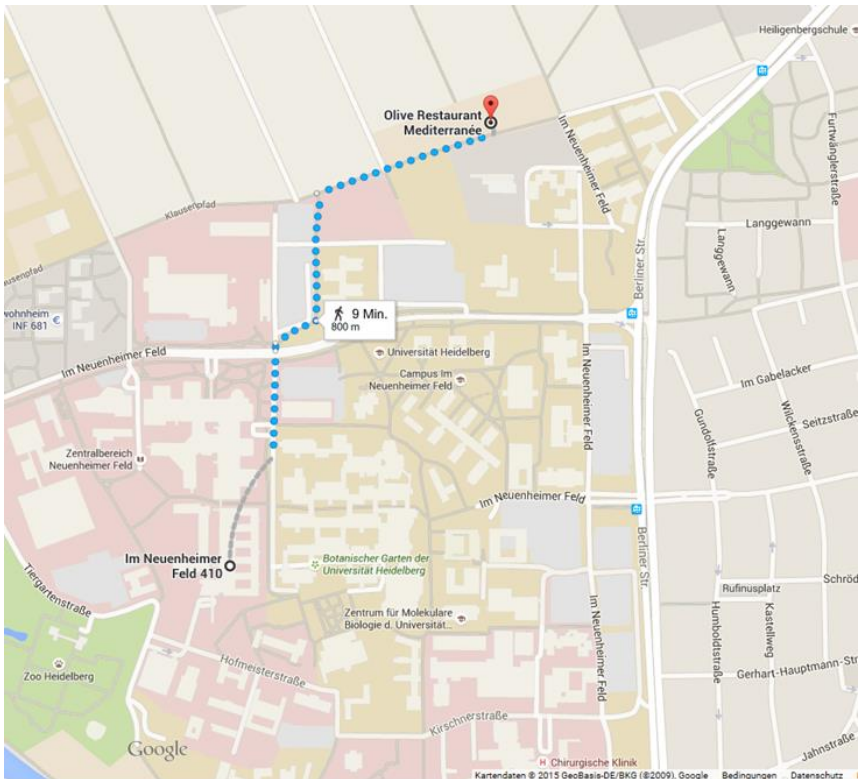 Heiligenbergschule
Olive Restaurant
Mediterranée
Im Neuenheimer Feld
Furtwänglerstraße
Klausenpfad
Klausenpfad
Langgewann
Langgewann
Berliner Str.
wohnheim
INF 681
9 Min.
800 m
Im Neuenheimer Feld
Universität Heidelberg
Campus Im
Neuenheimer Feld
Im Neuenheimer Feld
Im Gabelacker
Gundolfstraße
Wilckensstraße
Seitzstraße
Zentralbereich
Neuenheimer Feld
Im Neuenheimer Feld
Berliner Str.
Im Neuenheimer
Feld 410
Botanischer Garten der
Universität Heidelberg
Tiergartenstraße
Rufinusplatz
Schröd
Zentrum für Molekulare
Biologie d. Universität...
Im Neuenheimer Feld
Humboldtstraße
Kastellweg
Zoo Heidelberg
Hofmeisterstraße
Gerhart-Hauptmann-Str
Kirschnerstraße
Jahnstraße
Google
H Chirurgische Klinik
Kartendaten © 2015 GeoBasis-DE/BKG (©2009), Google Bedingungen Datenschutz